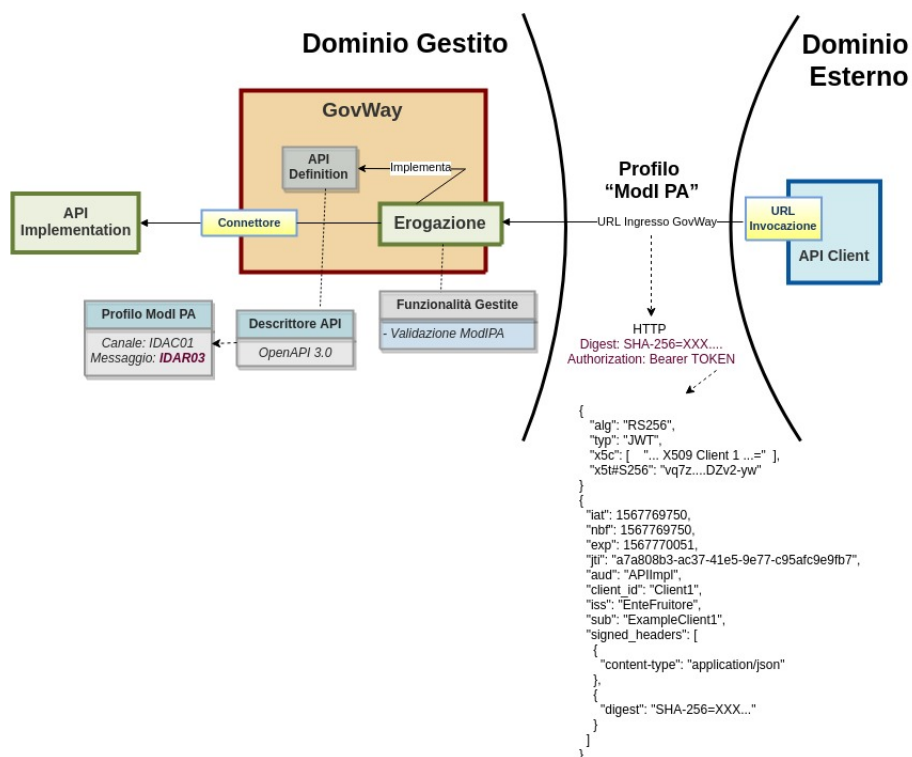 Dominio Gestito
Dominio
Esterno
GovWay
API
Definition
Implementa
Profilo
“ModI PA”
API
Implementation
Connettore
Erogazione
URL Ingresso GovWay
URL
Invocazione
API Client
Profilo ModI PA
Canale: IDAC01
Messaggio: IDAR03
Descrittore API
OpenAPI 3.0
Funzionalità Gestite
- Validazione ModIPA
HTTP
Digest: SHA-256=XXX....
Authorization: Bearer TOKEN
{
"alg": "RS256",
"typ": "JWT",
"x5c": [ "... X509 Client 1 ...=" ],
"x5t#S256": "vq7z....DZv2-yw"
}
{
"iat": 1567769750,
"nbf": 1567769750,
"exp": 1567770051,
"jti": "a7a808b3-ac37-41e5-9e77-c95afc9e9fb7",
"aud": "APIImpl",
"client_id": "Client1",
"iss": "EnteFruitore",
"sub": "ExampleClient1",
"signed_headers": [
{
"content-type": "application/json"
},
{
"digest": "SHA-256=XXX..."
}
]
}